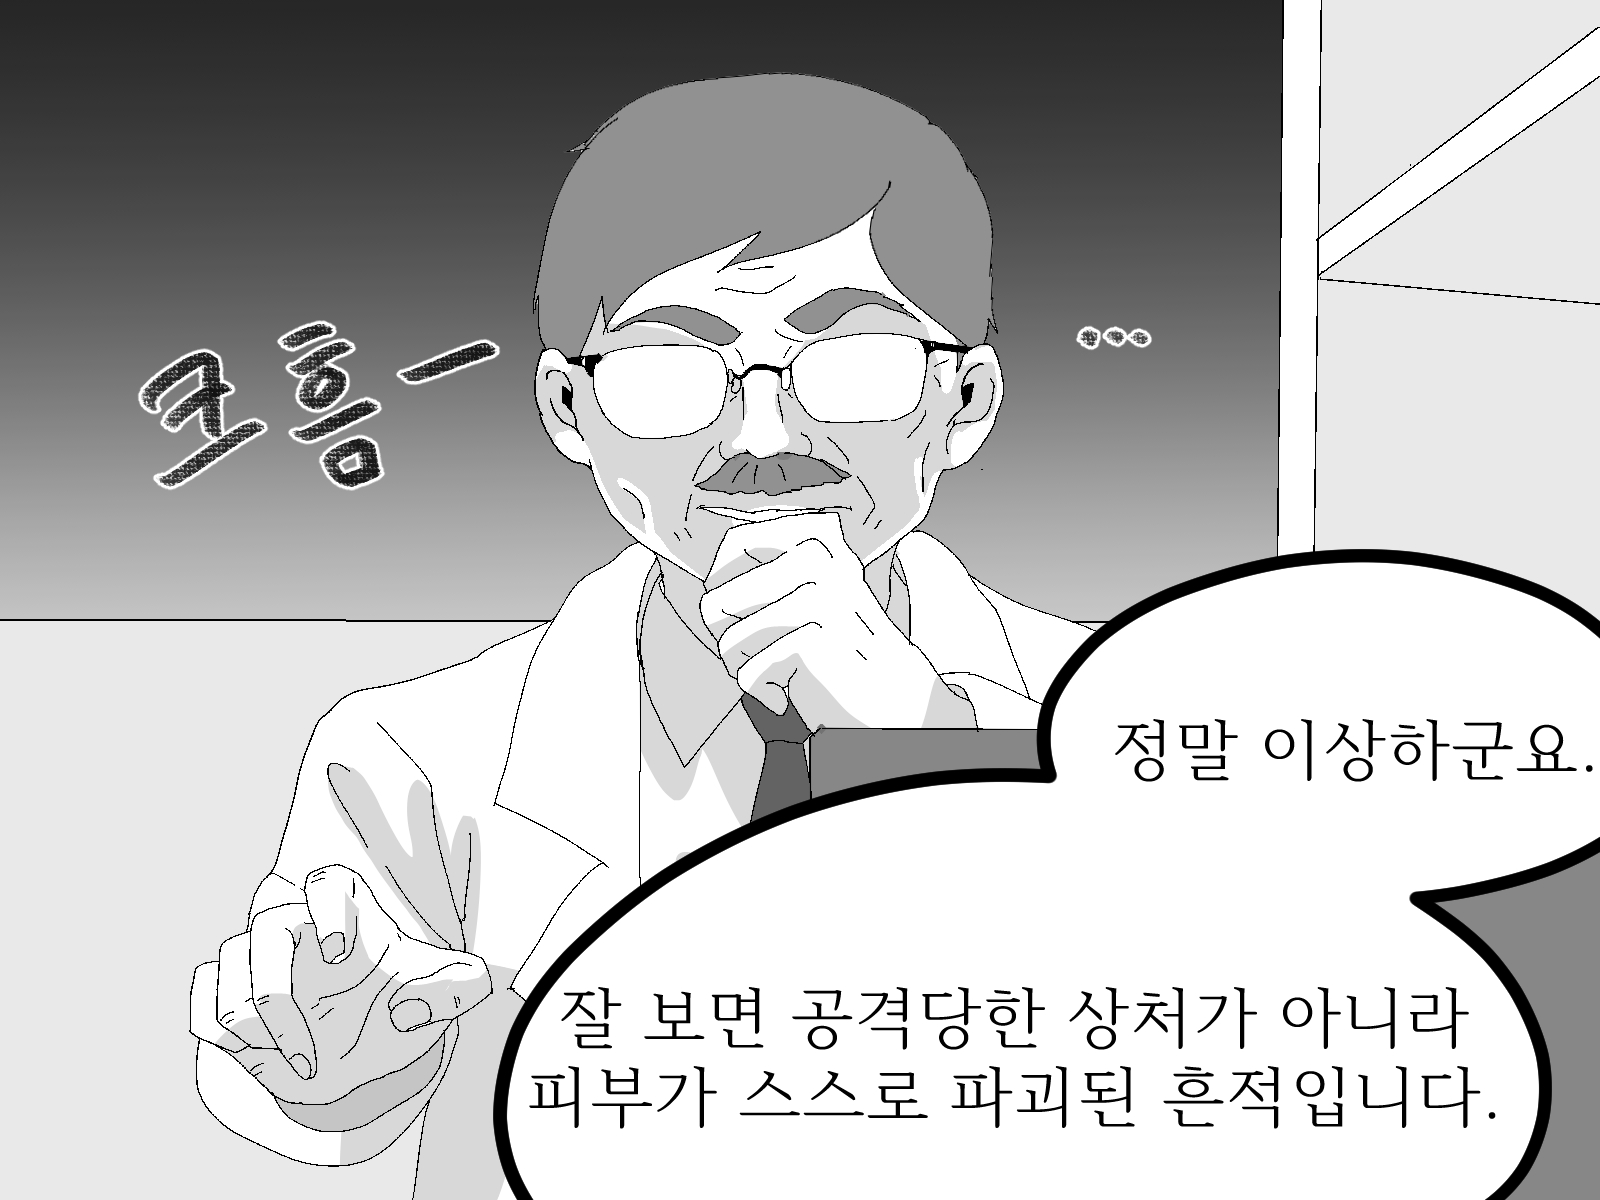 크흠ㅡ
...
정말 이상하군요.
잘 보면 공격당한 상처가 아니라
피부가 스스로 파괴된 흔적입니다.